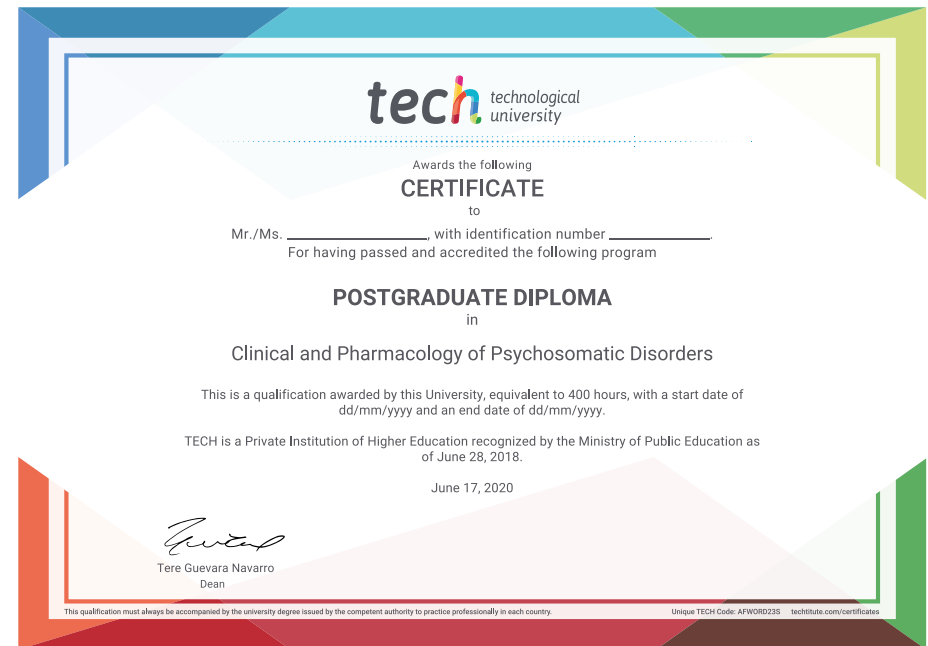 tech technological
university
Awards the following
CERTIFICATE
to
Mr./Ms. ____________________, with identification number ______________.
For having passed and accredited the following program
POSTGRADUATE DIPLOMA
in
Clinical and Pharmacology of Psychosomatic Disorders
This is a qualification awarded by this University, equivalent to 400 hours, with a start date of
dd/mm/yyyy and an end date of dd/mm/yyyy.
TECH is a Private Institution of Higher Education recognized by the Ministry of Public Education as
of June 28, 2018.
June 17, 2020
Tere Guevara Navarro
Dean
This qualification must always be accompanied by the university degree issued by the competent authority to practice professionally in each country.
Unique TECH Code: AFWORD23S techtitute.com/certificates